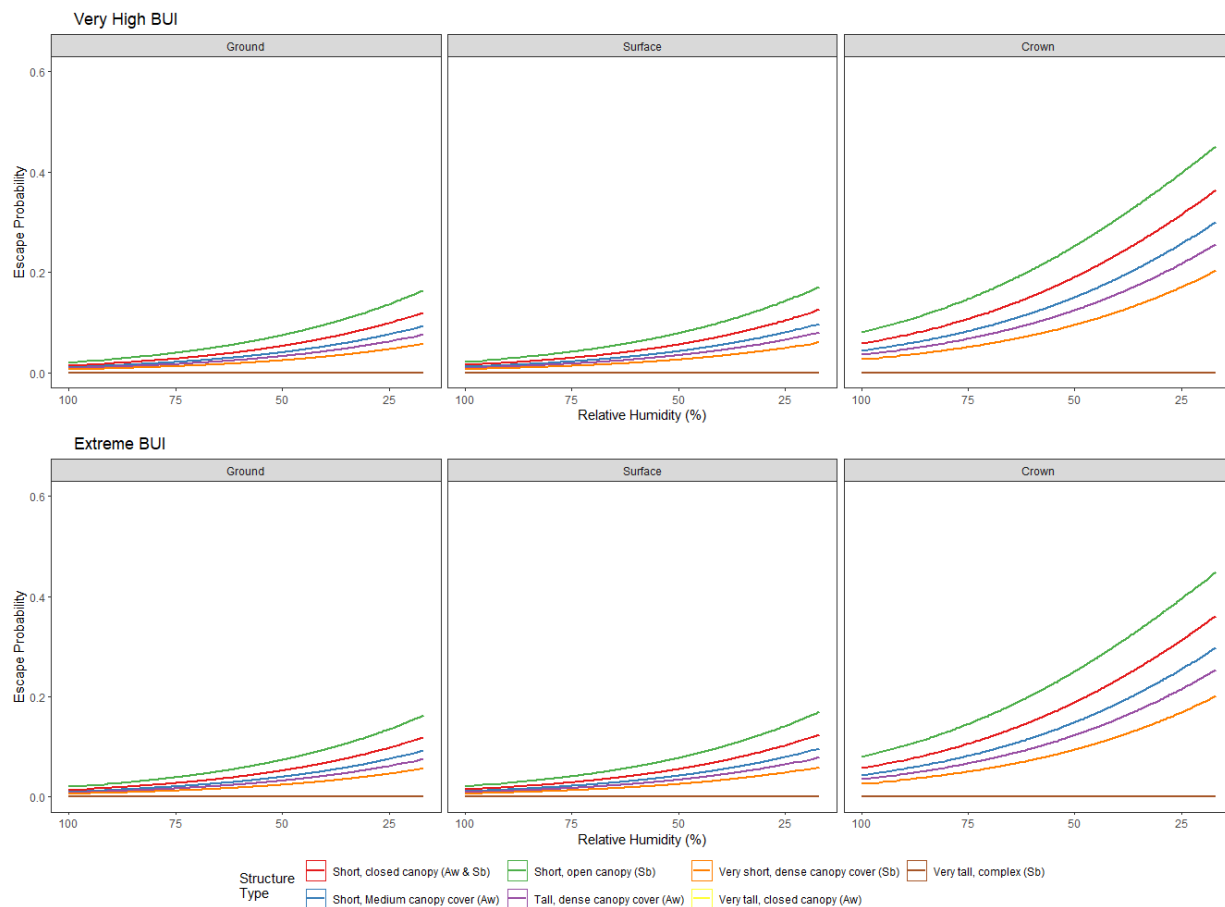 Very High BUI
Ground Surface Crown
0.6
0.4
0.2
0.0
Escape Probability
100 75 50 25 100 75 50 25 100 75 50 25
Relative Humidity (%)
Extreme BUI
Ground Surface Crown
0.6
0.4
0.2
0.0
Escape Probability
100 75 50 25 100 75 50 25 100 75 50 25
Relative Humidity (%)
Structure
Type
Short, closed canopy (Aw & Sb) Short, open canopy (Sb) Very short, dense canopy cover (Sb) Very tall, complex (Sb)
Short, Medium canopy cover (Aw) Tall, dense canopy cover (Aw) Very tall, closed canopy (Aw)